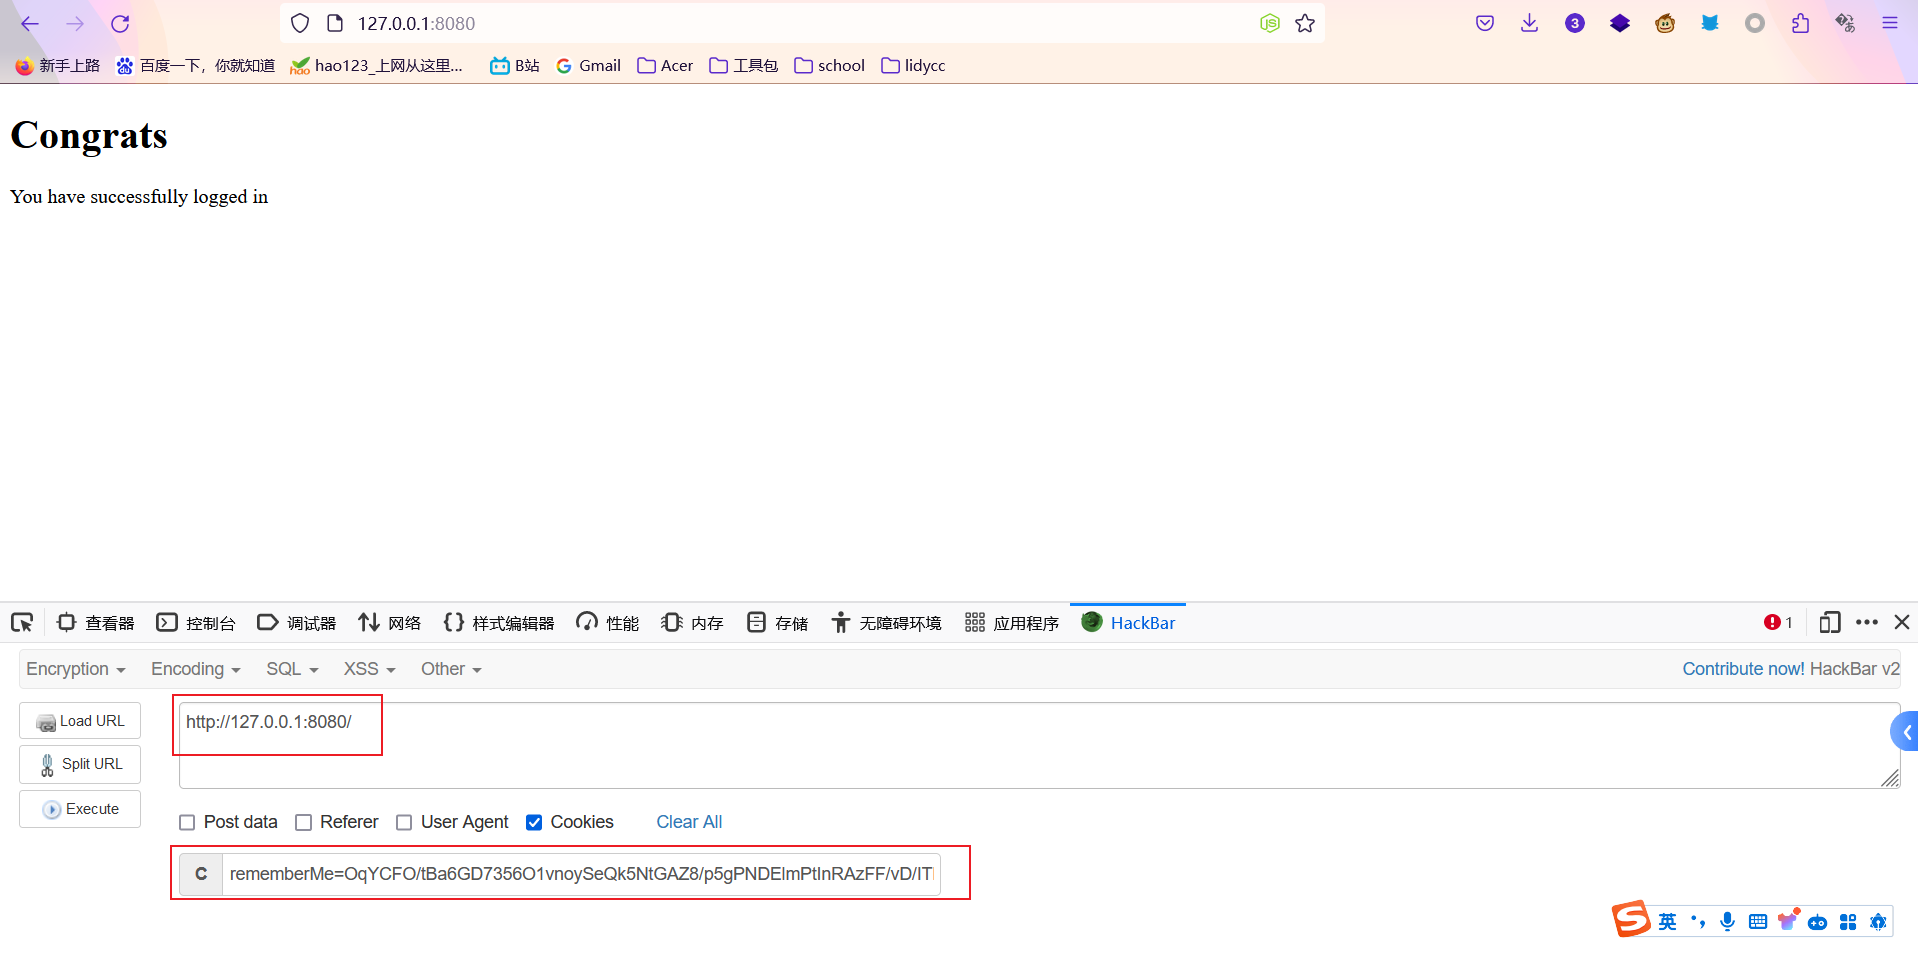 127.0.0.1:8080
3
新手上路 百度一下，你就知道 hao123_上网从这里... B站 Gmail Acer 工具包 school lidycc
Congrats
You have successfully logged in
查看器 控制台 调试器 网络 样式编辑器 性能 内存 存储 无障碍环境 应用程序 HackBar 1
Encryption Encoding SQL XSS Other Contribute now! HackBar v2
Load URL http://127.0.0.1:8080/
Split URL
Execute
Post data Referer User Agent Cookies Clear All
C rememberMe=OqYCFO/tBa6GD7356O1vnoySeQk5NtGAZ8/p5gPNDElmPtInRAzFF/vD/IT
英